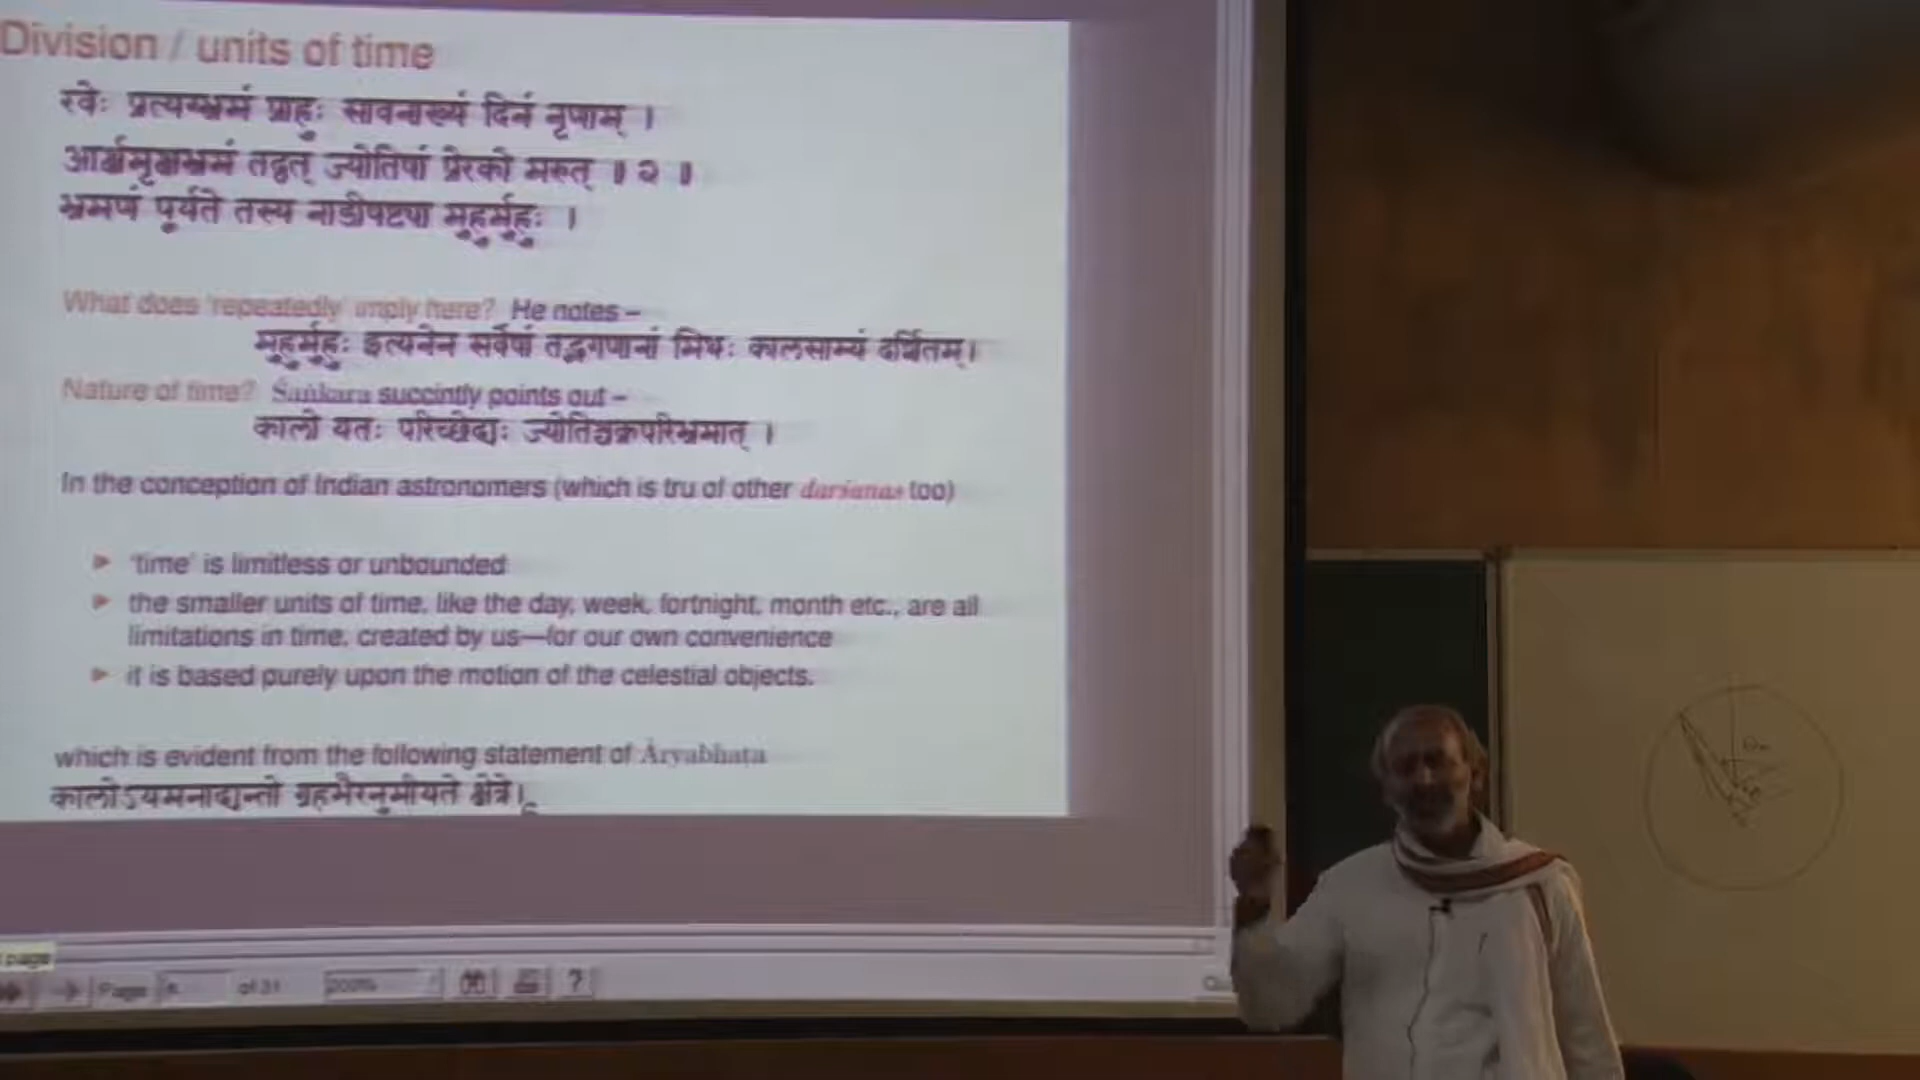 Division / units of time
रवेः प्रत्यग्भ्रमं प्राहुः सावनाख्यं दिनं नृणाम् ।
आर्क्षमृक्षभ्रमं तद्वत् ज्योतिषां प्रेरको मरुत् ॥ २ ॥
भ्रमणं पूर्यते तस्य नाडीषष्ट्या मुहुर्मुहुः ।
What does 'repeatedly' imply here? He notes –
मुहुर्मुहुः इत्यनेन सर्वेषां तद्भगणानां मिथः कालसाम्यं दर्शितम्।
Nature of time? Śaṅkara succintly points out –
कालो यतः परिच्छेद्यः ज्योतिश्चक्रपरिभ्रमात् ।
In the conception of Indian astronomers (which is tru of other darśanas too)
► 'time' is limitless or unbounded
► the smaller units of time, like the day, week, fortnight, month etc., are all
limitations in time, created by us—for our own convenience
► it is based purely upon the motion of the celestial objects.
which is evident from the following statement of Āryabhaṭa
कालोऽयमनाद्यन्तो ग्रहभैरनुमीयते क्षेत्रे।
page
Page of 31 200% ?